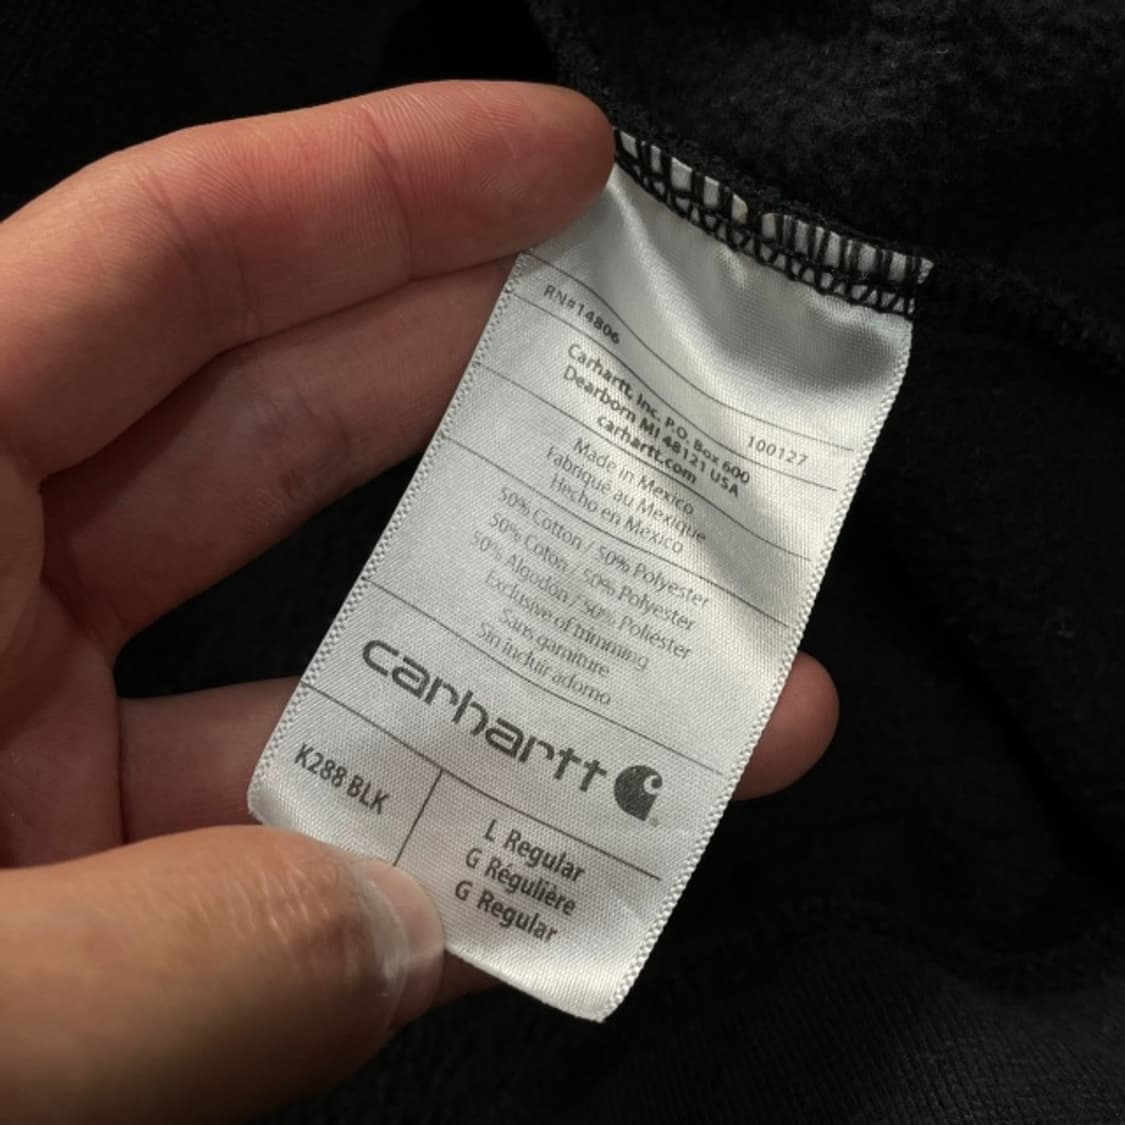 RN#14806 100127
Carhartt, Inc. P.O. Box 600
Dearborn MI 48121 USA
carhartt.com
Made in Mexico
Fabriqué au Mexique
Hecho en Mexico
50% Cotton / 50% Polyester
50% Coton / 50% Polyester
50% Algodón / 50% Poliéster
Exclusive of trimming
Sans garniture
Sin incluir adorno
carhartt
K288 BLK
L Regular
G Régulière
G Regular